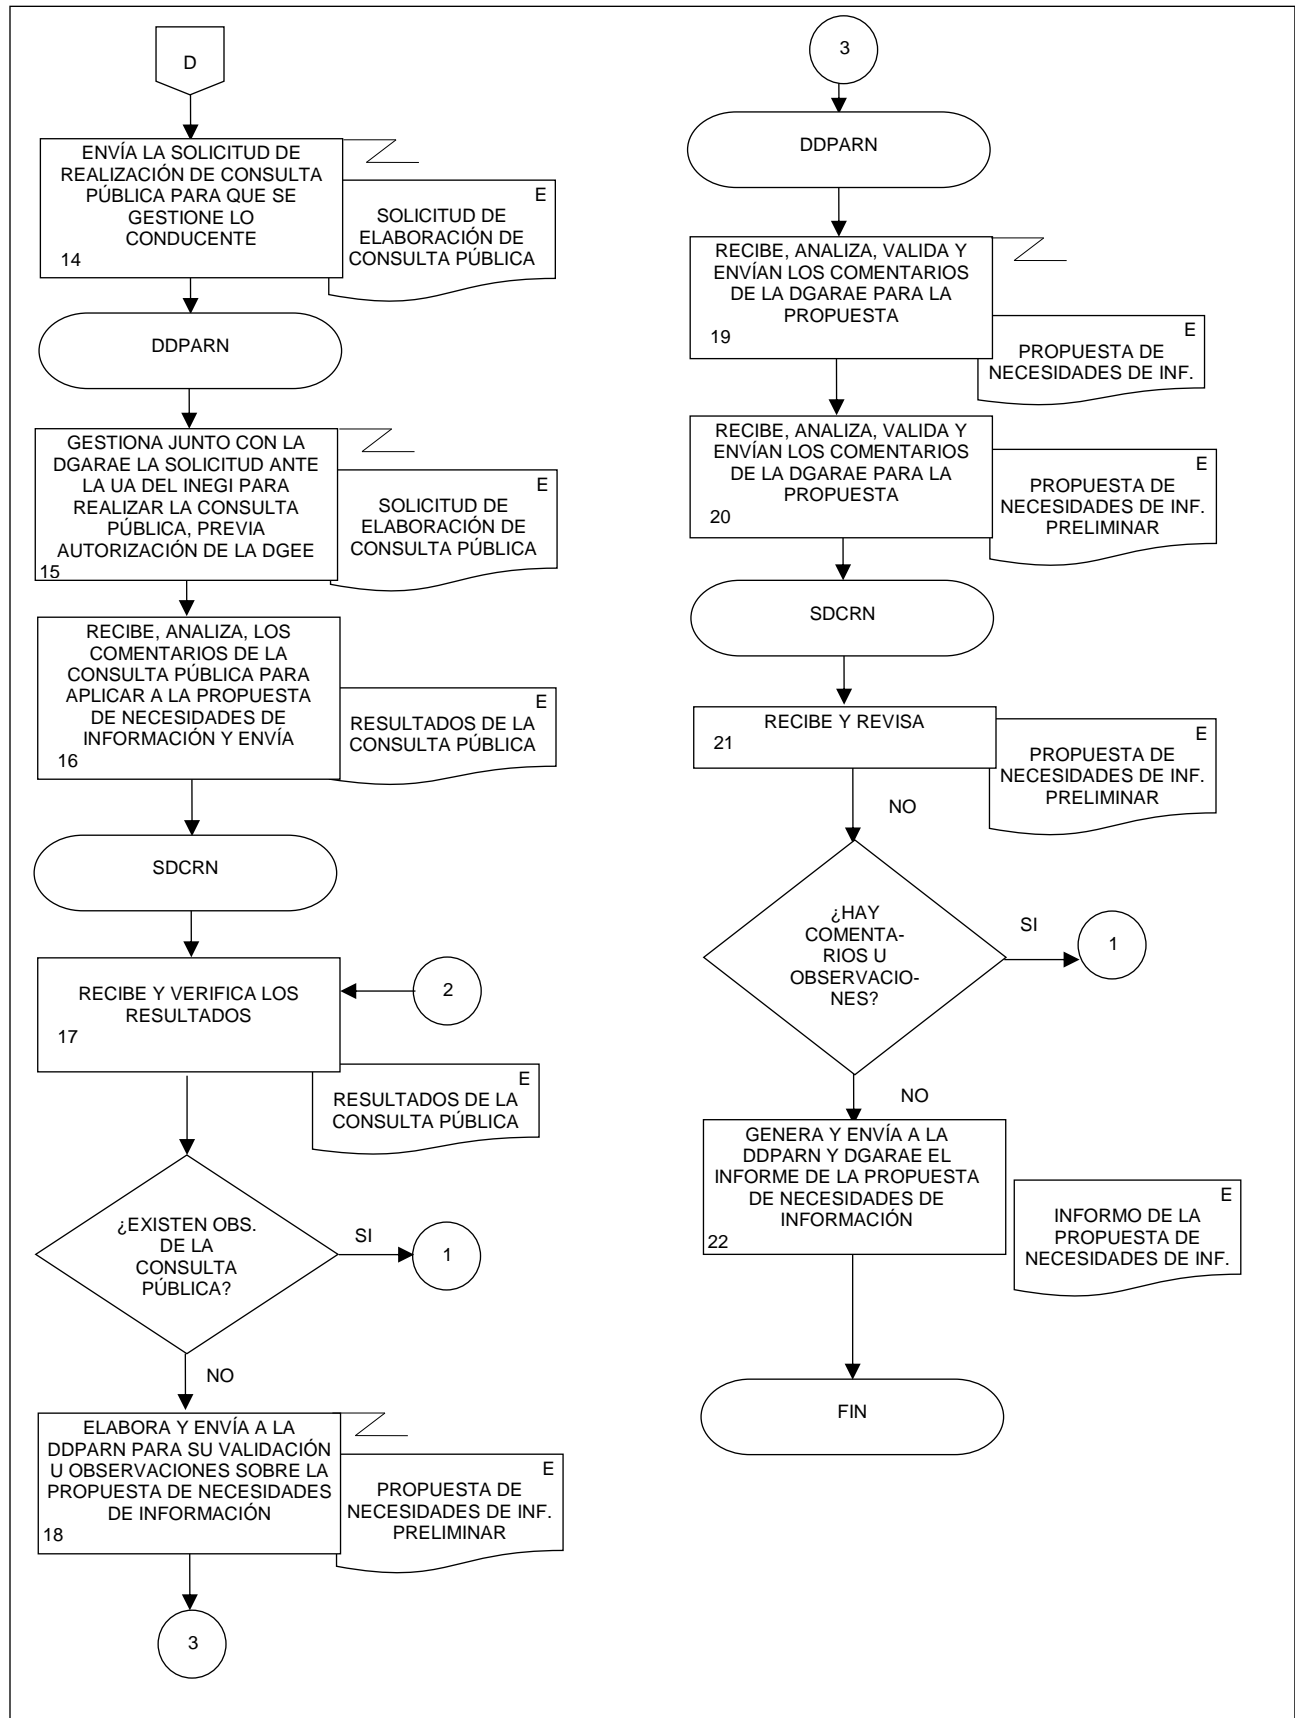 D
ENVÍA LA SOLICITUD DE
REALIZACIÓN DE CONSULTA
PÚBLICA PARA QUE SE
GESTIONE LO
CONDUCENTE
14
E
SOLICITUD DE
ELABORACIÓN DE
CONSULTA PÚBLICA
DDPARN
GESTIONA JUNTO CON LA
DGARAE LA SOLICITUD ANTE
LA UA DEL INEGI PARA
REALIZAR LA CONSULTA
PÚBLICA, PREVIA
AUTORIZACIÓN DE LA DGEE
15
E
SOLICITUD DE
ELABORACIÓN DE
CONSULTA PÚBLICA
RECIBE, ANALIZA, LOS
COMENTARIOS DE LA
CONSULTA PÚBLICA PARA
APLICAR A LA PROPUESTA
DE NECESIDADES DE
INFORMACIÓN Y ENVÍA
16
E
RESULTADOS DE LA
CONSULTA PÚBLICA
SDCRN
RECIBE Y VERIFICA LOS
RESULTADOS
17
2
E
RESULTADOS DE LA
CONSULTA PÚBLICA
¿EXISTEN OBS.
DE LA
CONSULTA
PÚBLICA?
SI
1
NO
ELABORA Y ENVÍA A LA
DDPARN PARA SU VALIDACIÓN
U OBSERVACIONES SOBRE LA
PROPUESTA DE NECESIDADES
DE INFORMACIÓN
18
E
PROPUESTA DE
NECESIDADES DE INF.
PRELIMINAR
3
3
DDPARN
RECIBE, ANALIZA, VALIDA Y
ENVÍAN LOS COMENTARIOS
DE LA DGARAE PARA LA
PROPUESTA
19
E
PROPUESTA DE
NECESIDADES DE INF.
RECIBE, ANALIZA, VALIDA Y
ENVÍAN LOS COMENTARIOS
DE LA DGARAE PARA LA
PROPUESTA
20
E
PROPUESTA DE
NECESIDADES DE INF.
PRELIMINAR
SDCRN
RECIBE Y REVISA
21
E
PROPUESTA DE
NECESIDADES DE INF.
PRELIMINAR
NO
¿HAY
COMENTA-
RIOS U
OBSERVACIO-
NES?
SI
1
NO
GENERA Y ENVÍA A LA
DDPARN Y DGARAE EL
INFORME DE LA PROPUESTA
DE NECESIDADES DE
INFORMACIÓN
22
E
INFORMO DE LA
PROPUESTA DE
NECESIDADES DE INF.
FIN